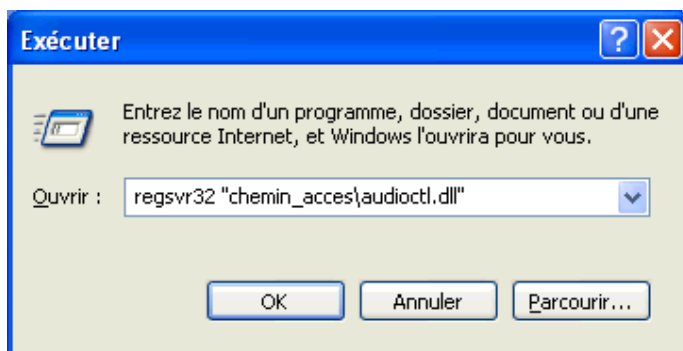 Exécuter
Entrez le nom d'un programme, dossier, document ou d'une
ressource Internet, et Windows l'ouvrira pour vous.
Ouvrir : regsvr32 "chemin_acces\audioctl.dll"
OK Annuler Parcourir...